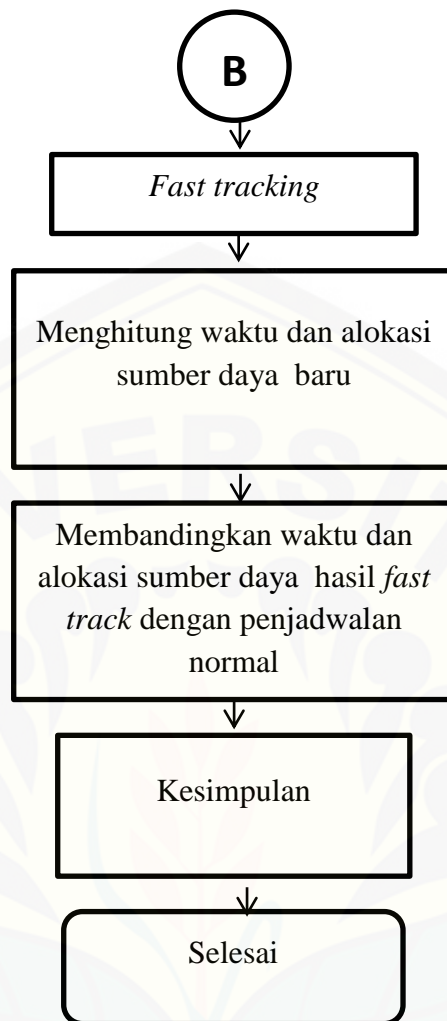 B
Fast tracking
Menghitung waktu dan alokasi
sumber daya baru
Membandingkan waktu dan
alokasi sumber daya hasil fast
track dengan penjadwalan
normal
Kesimpulan
Selesai